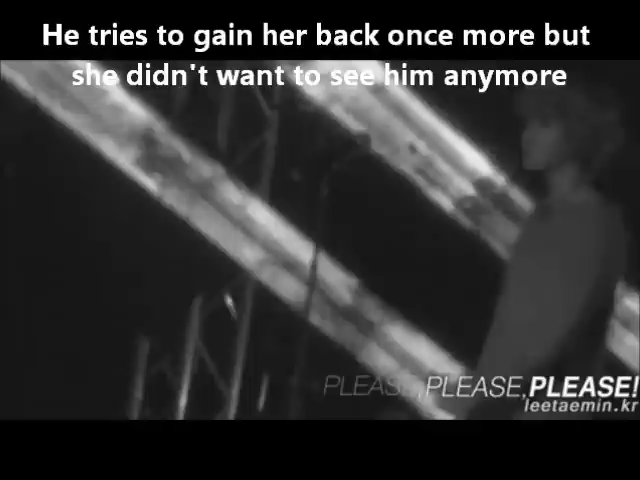 He tries to gain her back once more but
she didn't want to see him anymore
PLEASE,PLEASE,PLEASE!
leetaemin.kr